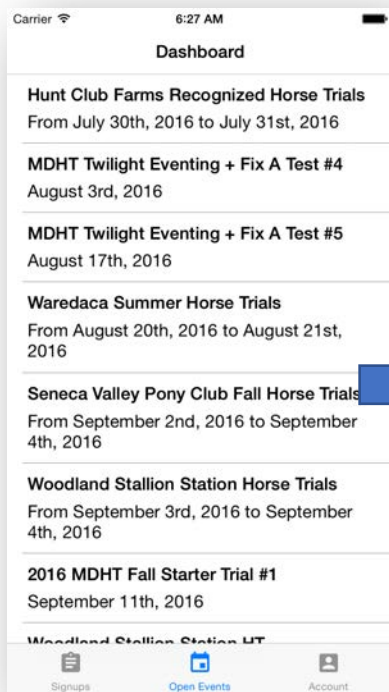 Carrier 6:27 AM
Dashboard
Hunt Club Farms Recognized Horse Trials
From July 30th, 2016 to July 31st, 2016
MDHT Twilight Eventing + Fix A Test #4
August 3rd, 2016
MDHT Twilight Eventing + Fix A Test #5
August 17th, 2016
Waredaca Summer Horse Trials
From August 20th, 2016 to August 21st,
2016
Seneca Valley Pony Club Fall Horse Trials
From September 2nd, 2016 to September
4th, 2016
Woodland Stallion Station Horse Trials
From September 3rd, 2016 to September
4th, 2016
2016 MDHT Fall Starter Trial #1
September 11th, 2016
Woodland Stallion Station HT
Signups Open Events Account